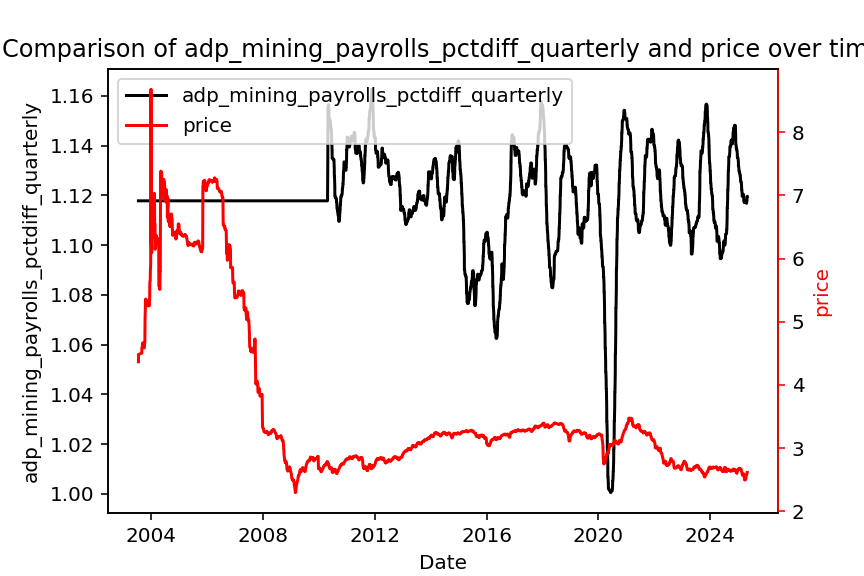 Comparison of adp_mining_payrolls_pctdiff_quarterly and price over tim
adp_mining_payrolls_pctdiff_quarterly
price
1.16
1.14
1.12
1.10
1.08
1.06
1.04
1.02
1.00
adp_mining_payrolls_pctdiff_quarterly
8
7
6
5
4
3
2
price
2004 2008 2012 2016 2020 2024
Date